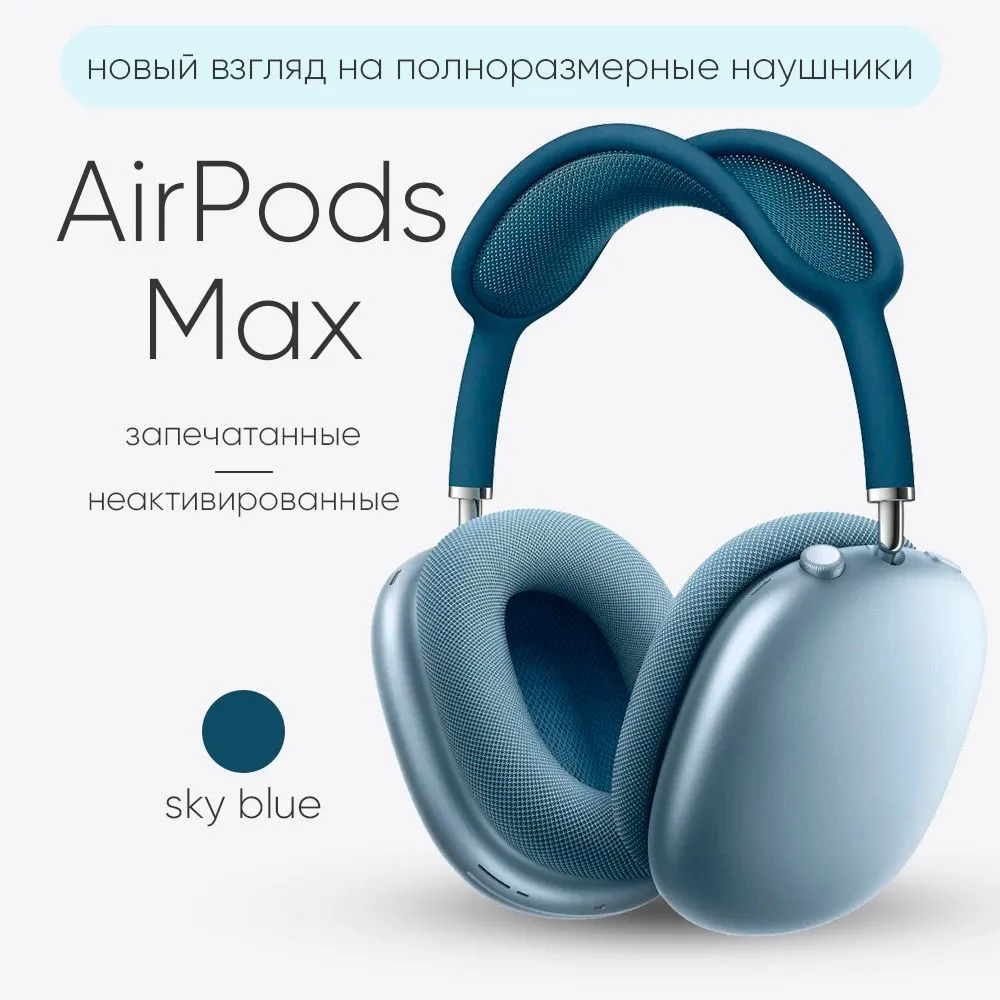 новый взгляд на полноразмерные наушники
AirPods
Max
запечатанные
неактивированные
sky blue